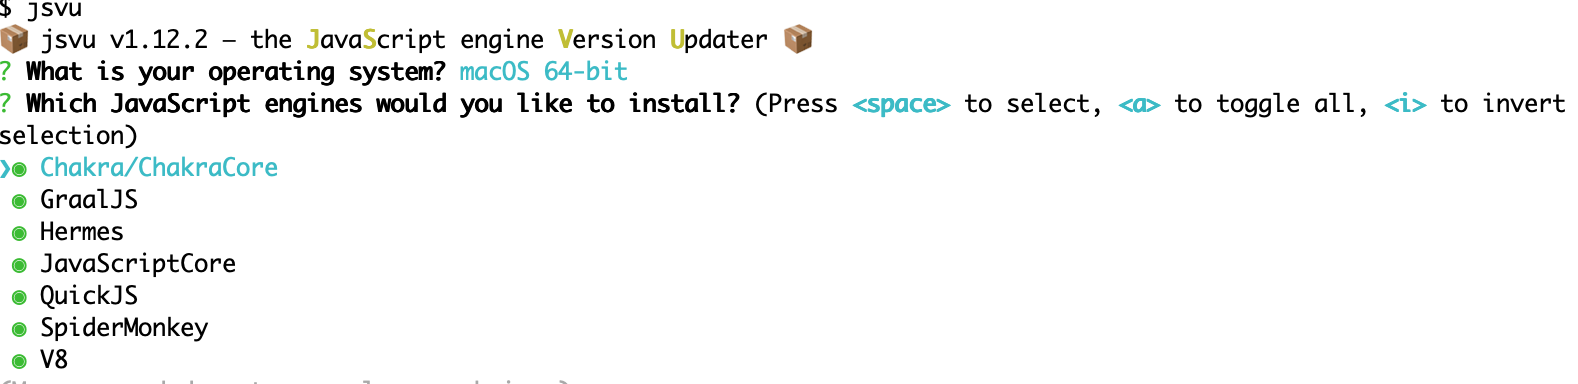 $ jsvu
📦 jsvu v1.12.2 — the JavaScript engine Version Updater 📦
? What is your operating system? macOS 64-bit
? Which JavaScript engines would you like to install? (Press <space> to select, <a> to toggle all, <i> to invert
selection)
❯◉ Chakra/ChakraCore
◉ GraalJS
◉ Hermes
◉ JavaScriptCore
◉ QuickJS
◉ SpiderMonkey
◉ V8